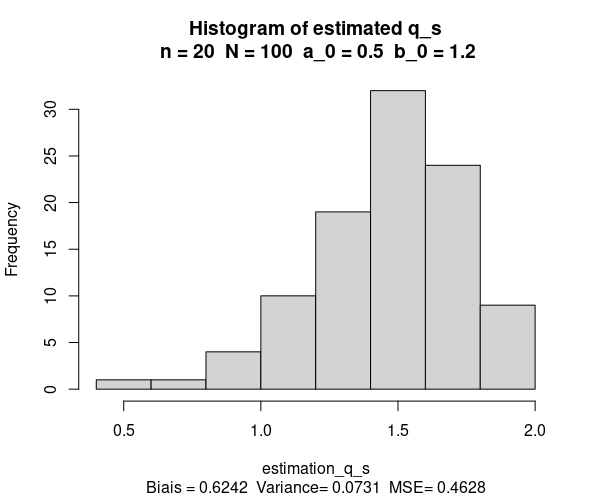 Histogram of estimated q_s
n = 20 N = 100 a_0 = 0.5 b_0 = 1.2
Frequency
30
25
20
15
10
5
0
0.5 1.0 1.5 2.0
estimation_q_s
Biais = 0.6242 Variance= 0.0731 MSE= 0.4628